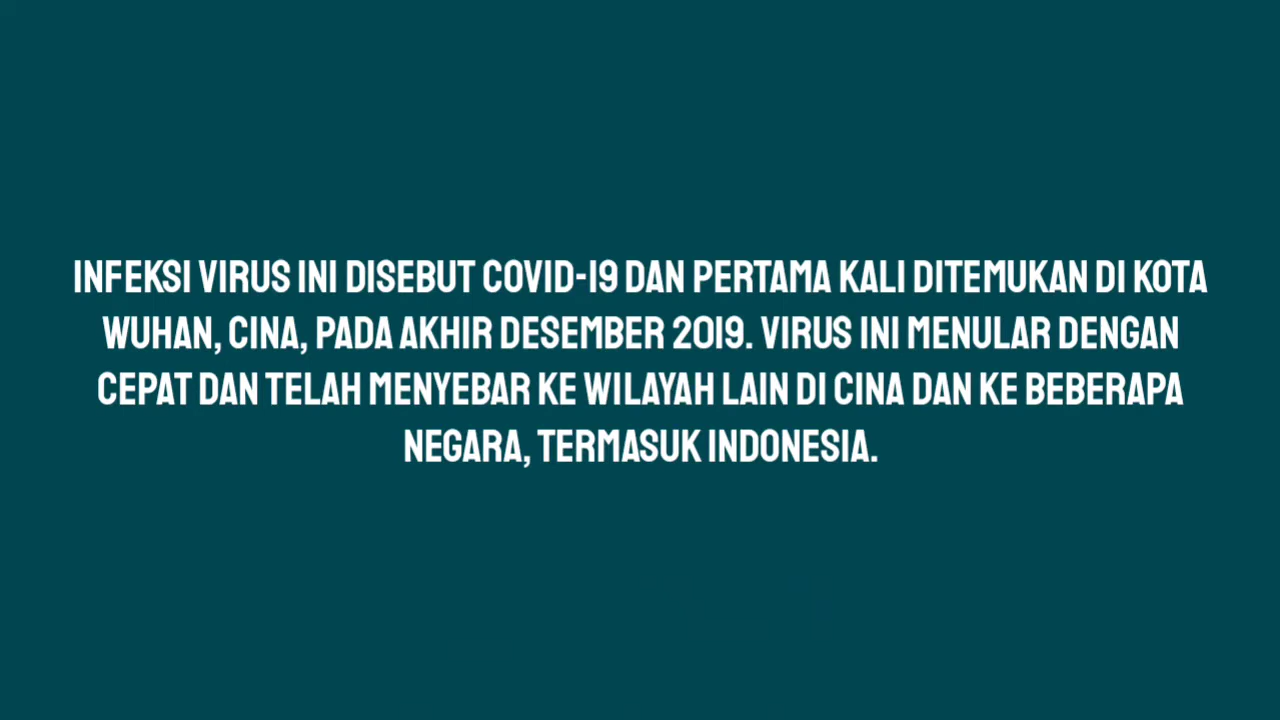 INFEKSI VIRUS INI DISEBUT COVID-19 DAN PERTAMA KALI DITEMUKAN DI KOTA
WUHAN, CINA, PADA AKHIR DESEMBER 2019. VIRUS INI MENULAR DENGAN
CEPAT DAN TELAH MENYEBAR KE WILAYAH LAIN DI CINA DAN KE BEBERAPA
NEGARA, TERMASUK INDONESIA.